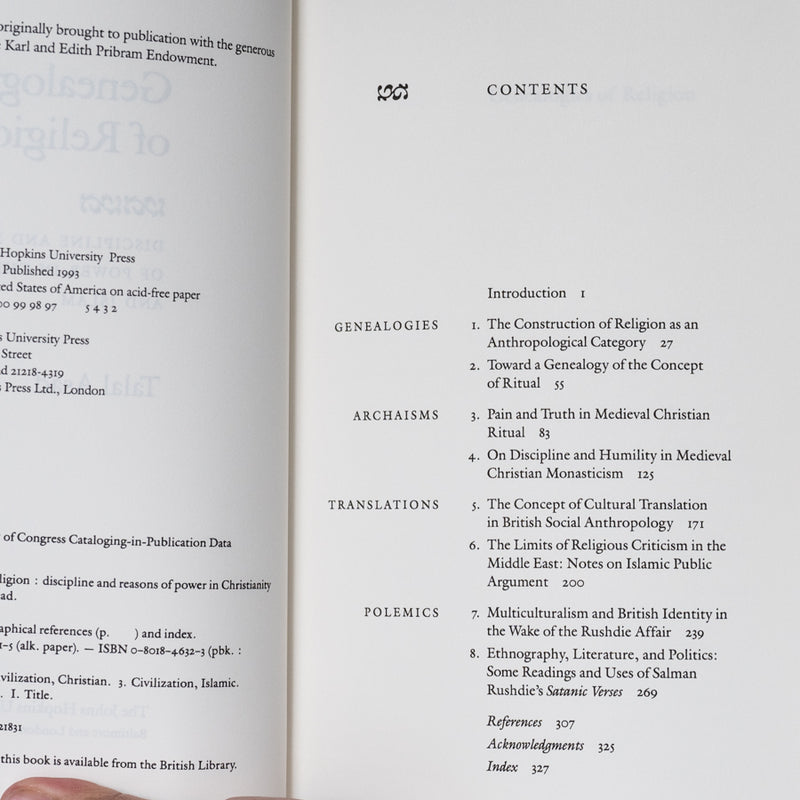 originally brought to publication with the generous
Karl and Edith Pribram Endowment.
Hopkins University Press
Published 1993
States of America on acid-free paper
00 99 98 97 5 4 3 2
University Press
Street
21218-4319
Press Ltd., London
of Congress Cataloging-in-Publication Data
: discipline and reasons of power in Christianity
references (p. ) and index.
(alk. paper). — ISBN 0-8018-4632-3 (pbk. :
Christian. 3. Civilization, Islamic.
I. Title.
this book is available from the British Library.
CONTENTS
Introduction 1
GENEALOGIES 1. The Construction of Religion as an
Anthropological Category 27
2. Toward a Genealogy of the Concept
of Ritual 55
ARCHAISMS 3. Pain and Truth in Medieval Christian
Ritual 83
4. On Discipline and Humility in Medieval
Christian Monasticism 125
TRANSLATIONS 5. The Concept of Cultural Translation
in British Social Anthropology 171
6. The Limits of Religious Criticism in the
Middle East: Notes on Islamic Public
Argument 200
POLEMICS 7. Multiculturalism and British Identity in
the Wake of the Rushdie Affair 239
8. Ethnography, Literature, and Politics:
Some Readings and Uses of Salman
Rushdie's Satanic Verses 269
References 307
Acknowledgments 325
Index 327